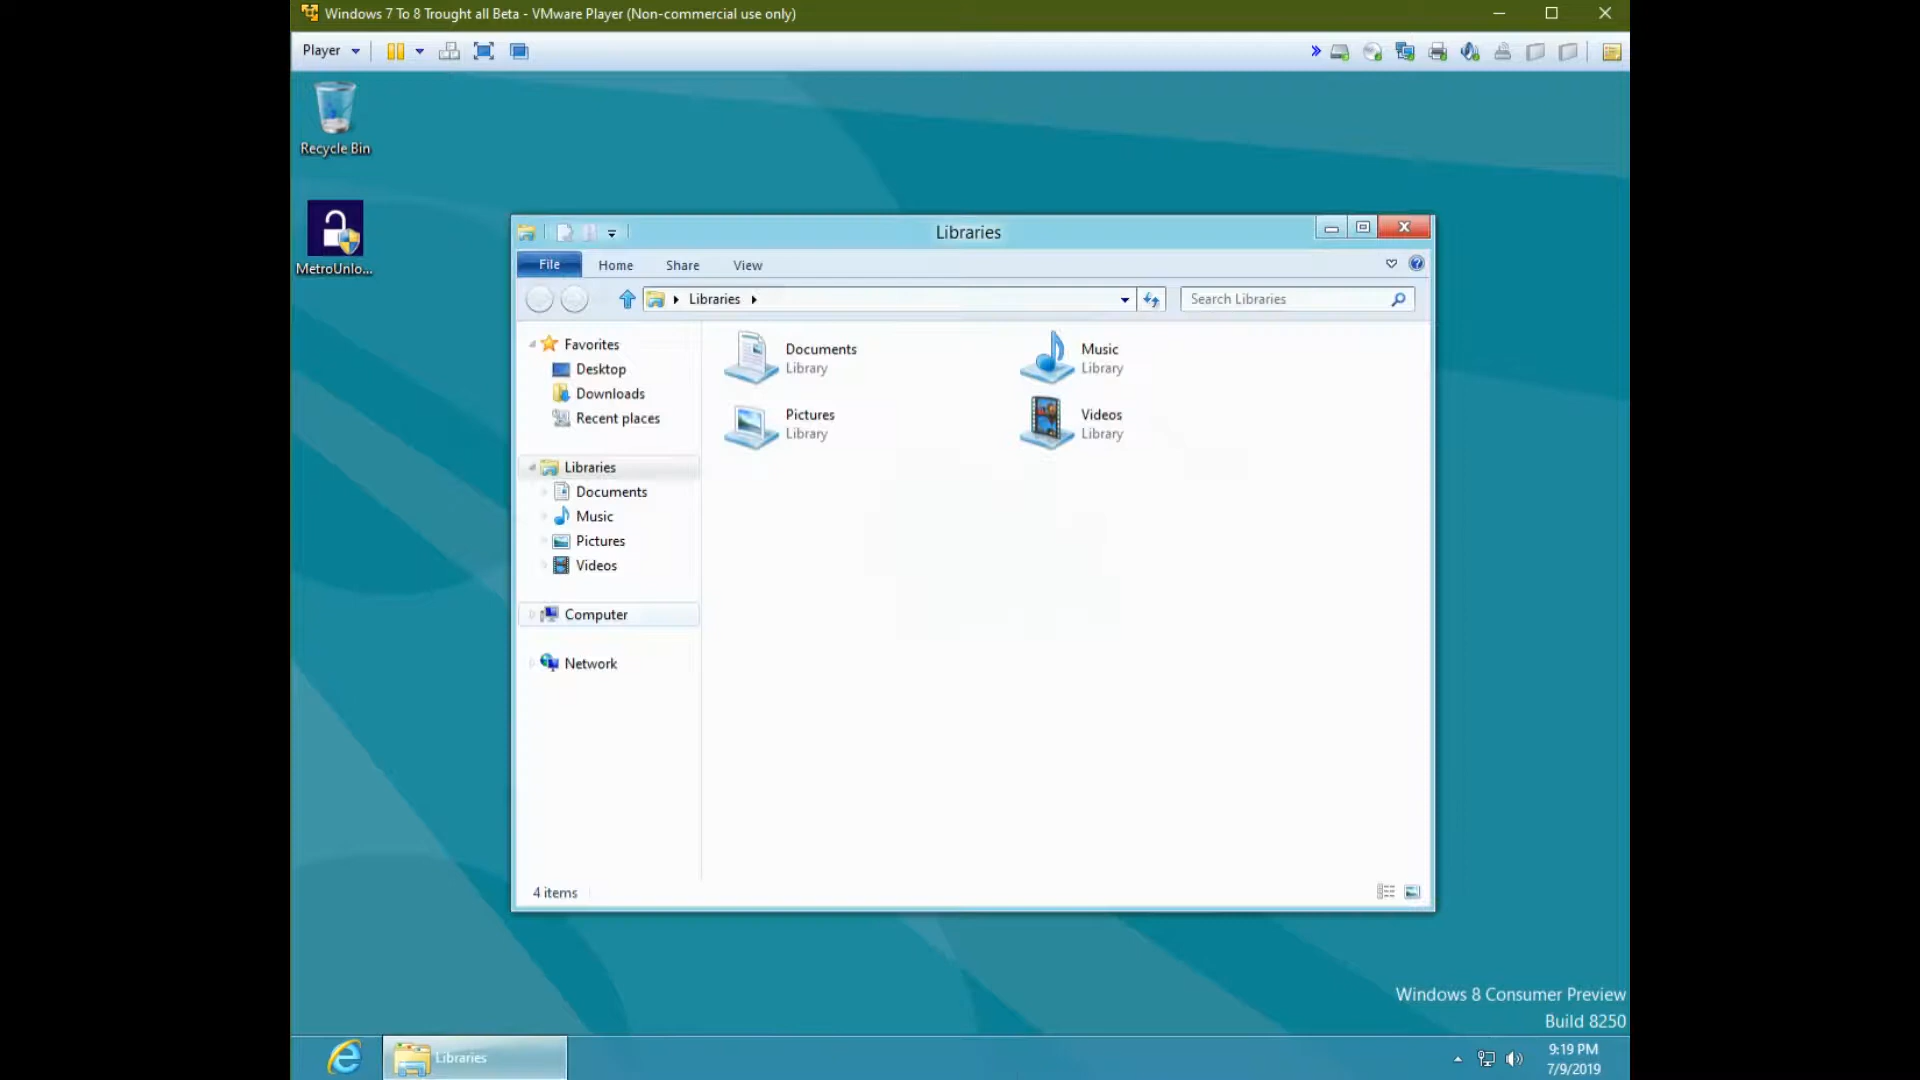 Windows 7 To 8 Trought all Beta - VMware Player (Non-commercial use only)
Player
Recycle Bin
MetroUnlo...
Libraries
File Home Share View
Libraries
Search Libraries
Favorites
Desktop
Downloads
Recent places
Libraries
Documents
Music
Pictures
Videos
Computer
Network
Documents
Library
Music
Library
Pictures
Library
Videos
Library
4 items
Windows 8 Consumer Preview
Build 8250
Libraries
9:19 PM
7/9/2019